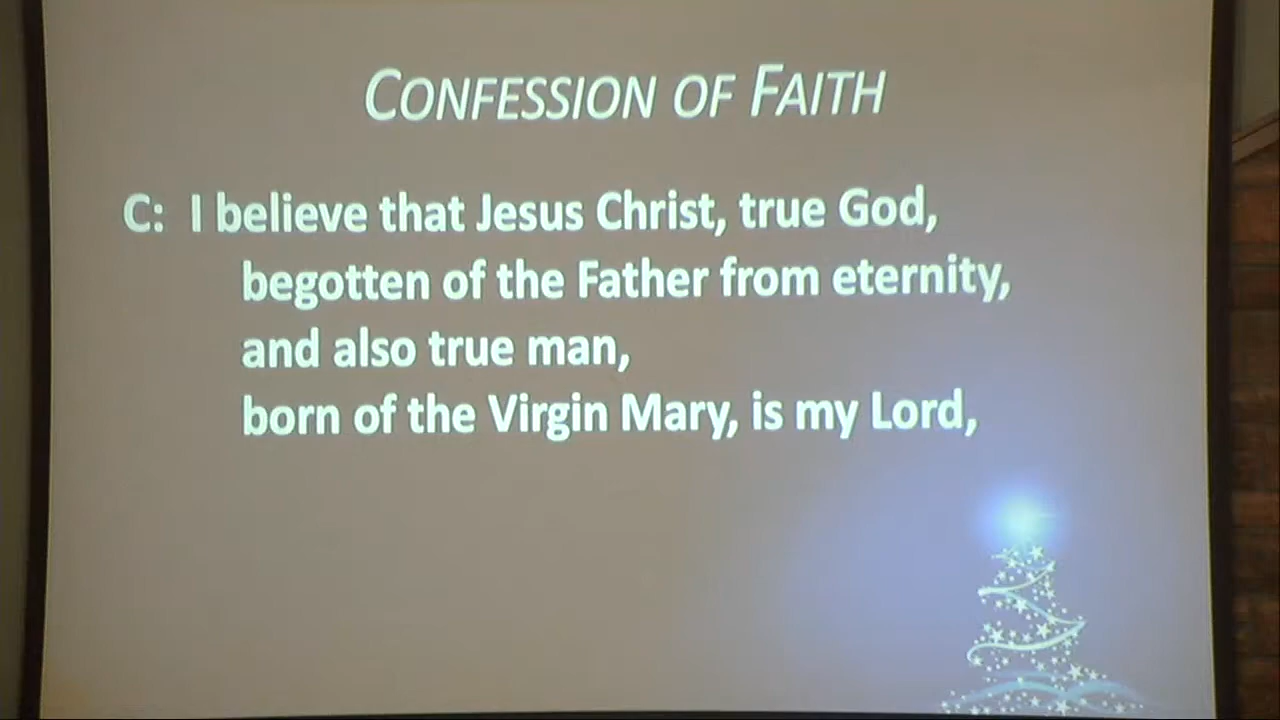 CONFESSION OF FAITH
C: I believe that Jesus Christ, true God,
begotten of the Father from eternity,
and also true man,
born of the Virgin Mary, is my Lord,